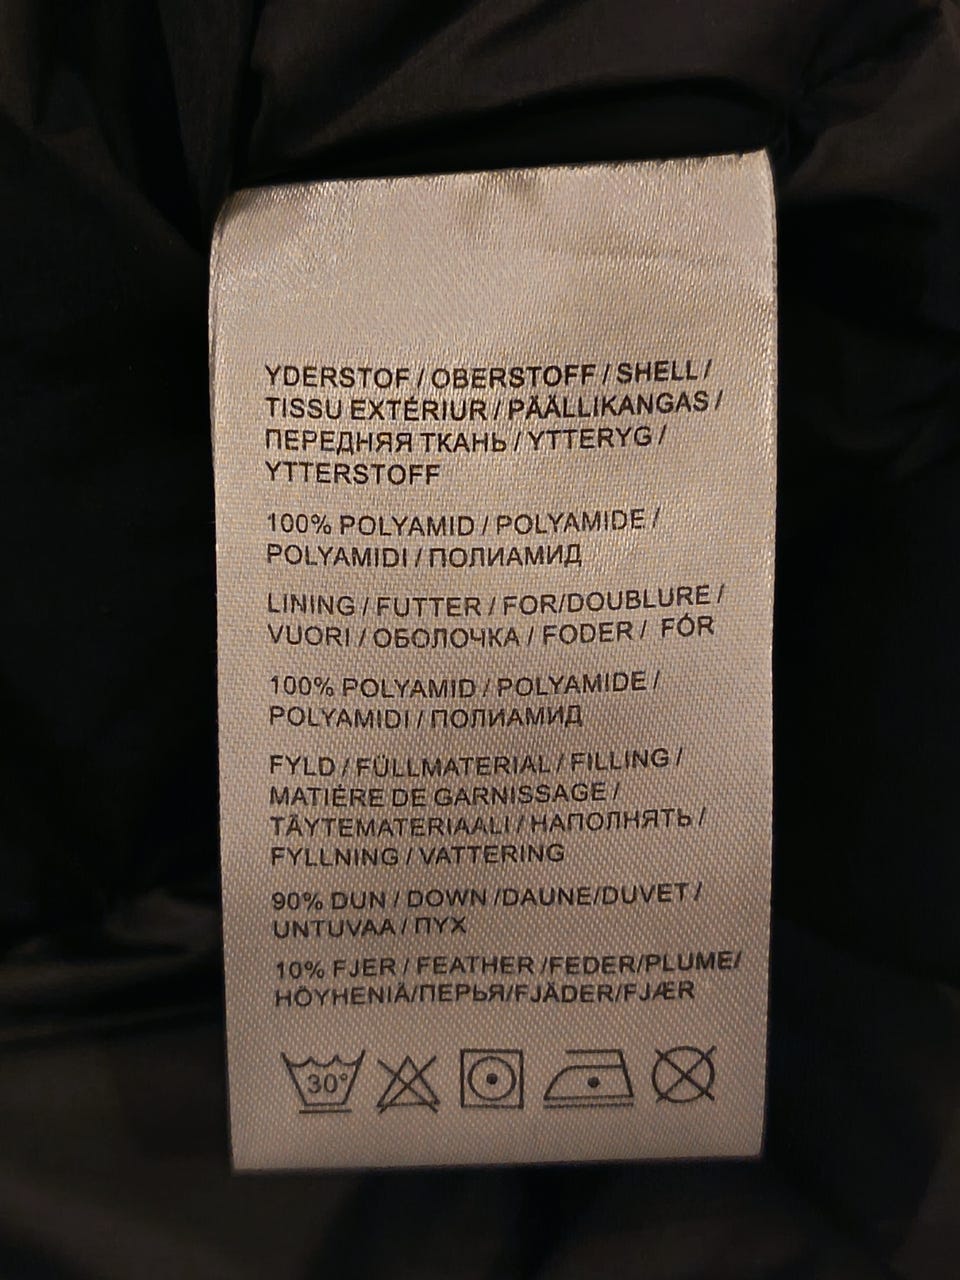 YDERSTOF / OBERSTOFF / SHELL /
TISSU EXTÉRIUR / PÄÄLLIKANGAS /
ПЕРЕДНЯЯ ТКАНЬ / YTTERYG /
YTTERSTOFF
100% POLYAMID / POLYAMIDE /
POLYAMIDI / ПОЛИАМИД
LINING / FUTTER / FOR/DOUBLURE /
VUORI / ОБОЛОЧКА / FODER / FÓR
100% POLYAMID / POLYAMIDE /
POLYAMIDI / ПОЛИАМИД
FYLD / FÜLLMATERIAL / FILLING /
MATIÉRE DE GARNISSAGE /
TÄYTEMATERIAALI / НАПОЛНЯТЬ /
FYLLNING / VATTERING
90% DUN / DOWN /DAUNE/DUVET /
UNTUVAA / ПУХ
10% FJER / FEATHER /FEDER/PLUME/
HÖYHENIÄ/ПЕРЬЯ/FJÄDER/FJÆR
30°